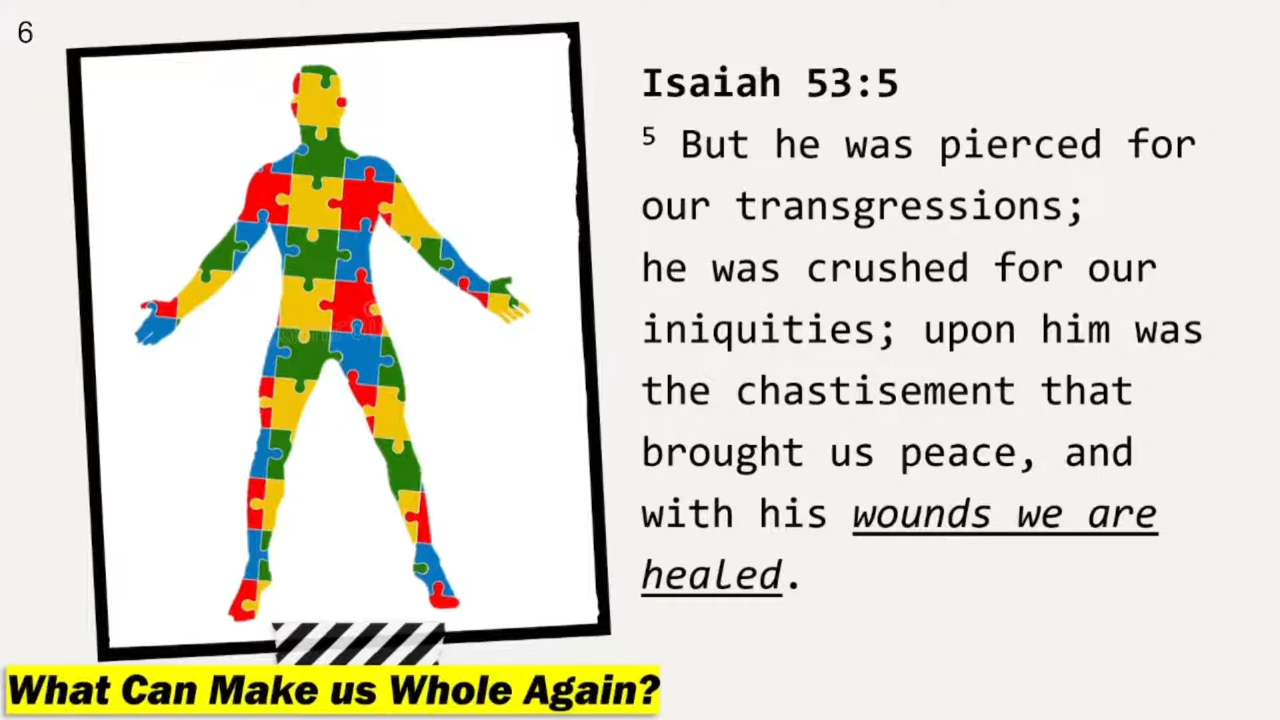 6
Isaiah 53:5
5 But he was pierced for
our transgressions;
he was crushed for our
iniquities; upon him was
the chastisement that
brought us peace, and
with his wounds we are
healed.
What Can Make us Whole Again?